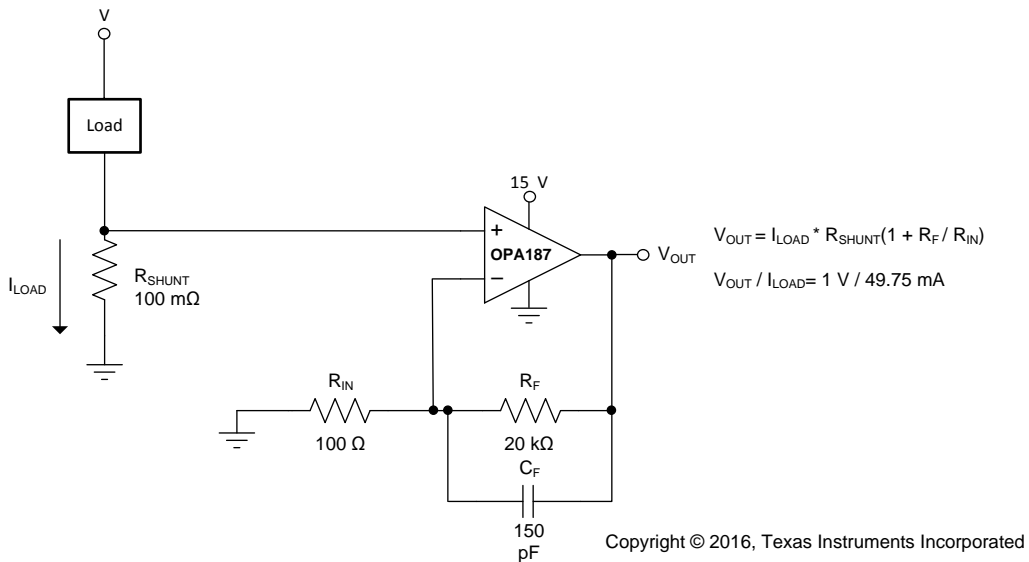 V
Load
I_LOAD
R_SHUNT
100 mΩ
15 V
+
OPA187
−
V_OUT
V_OUT = I_LOAD * R_SHUNT(1 + R_F / R_IN)
V_OUT / I_LOAD= 1 V / 49.75 mA
R_IN
100 Ω
R_F
20 kΩ
C_F
150
pF
Copyright © 2016, Texas Instruments Incorporated